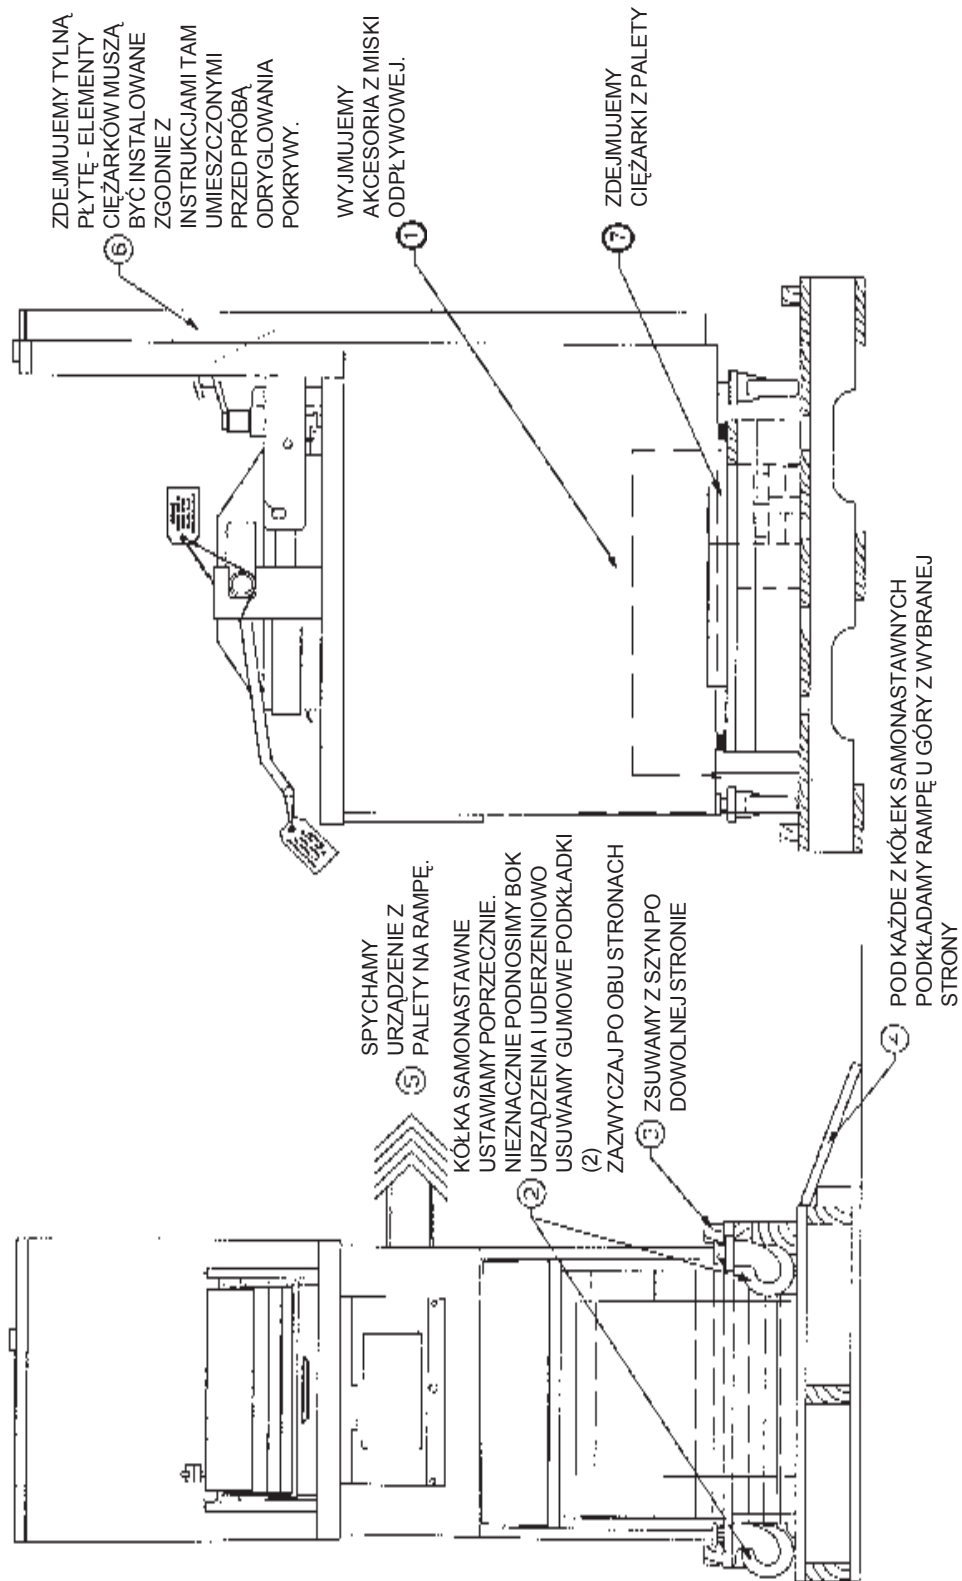 ZDEJMUJEMY TYLNĄ
PŁYTĘ - ELEMENTY
CIĘŻARKÓW MUSZĄ
BYĆ INSTALOWANE
ZGODNIE Z
INSTRUKCJAMI TAM
UMIESZCZONYMI
PRZED PRÓBĄ
ODRYGLOWANIA
POKRYWY.
6
WYJMUJEMY
AKCESORIA Z MISKI
ODPŁYWOWEJ.
1
ZDEJMUJEMY
CIĘŻARKI Z PALETY
7
SPYCHAMY
URZĄDZENIE Z
PALETY NA RAMPĘ.
5
KÓŁKA SAMONASTAWNE
USTAWIAMY POPRZECZNIE.
NIEZNACZNIE PODNOSIMY BOK
URZĄDZENIA I UDERZENIOWO
USUWAMY GUMOWE PODKŁADKI
(2)
ZAZWYCZAJ PO OBU STRONACH
2
3 ZSUWAMY Z SZYN PO
DOWOLNEJ STRONIE
4
POD KAŻDE Z KÓŁEK SAMONASTAWNYCH
PODKŁADAMY RAMPĘ U GÓRY Z WYBRANEJ
STRONY